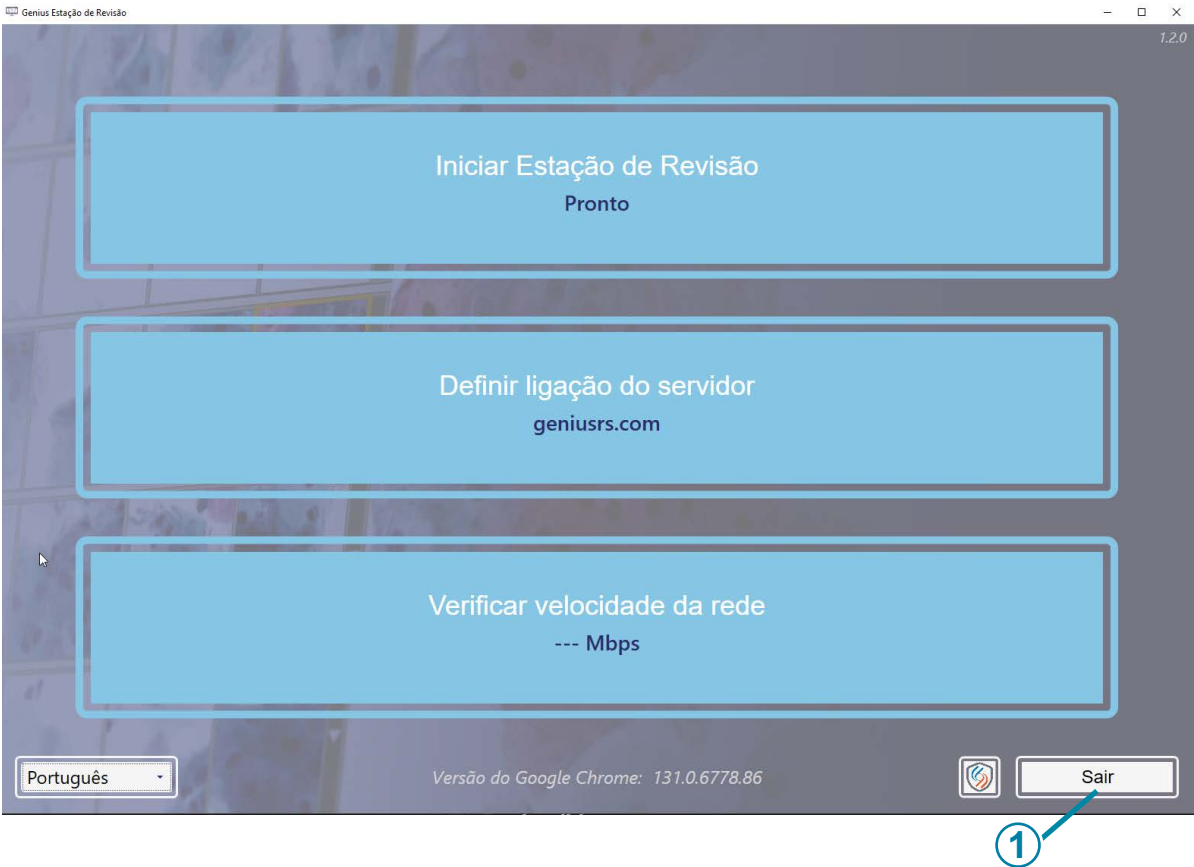 Genius Estação de Revisão
1.2.0
Iniciar Estação de Revisão
Pronto
Definir ligação do servidor
geniusrs.com
Verificar velocidade da rede
--- Mbps
Português
Versão do Google Chrome: 131.0.6778.86
Sair
1